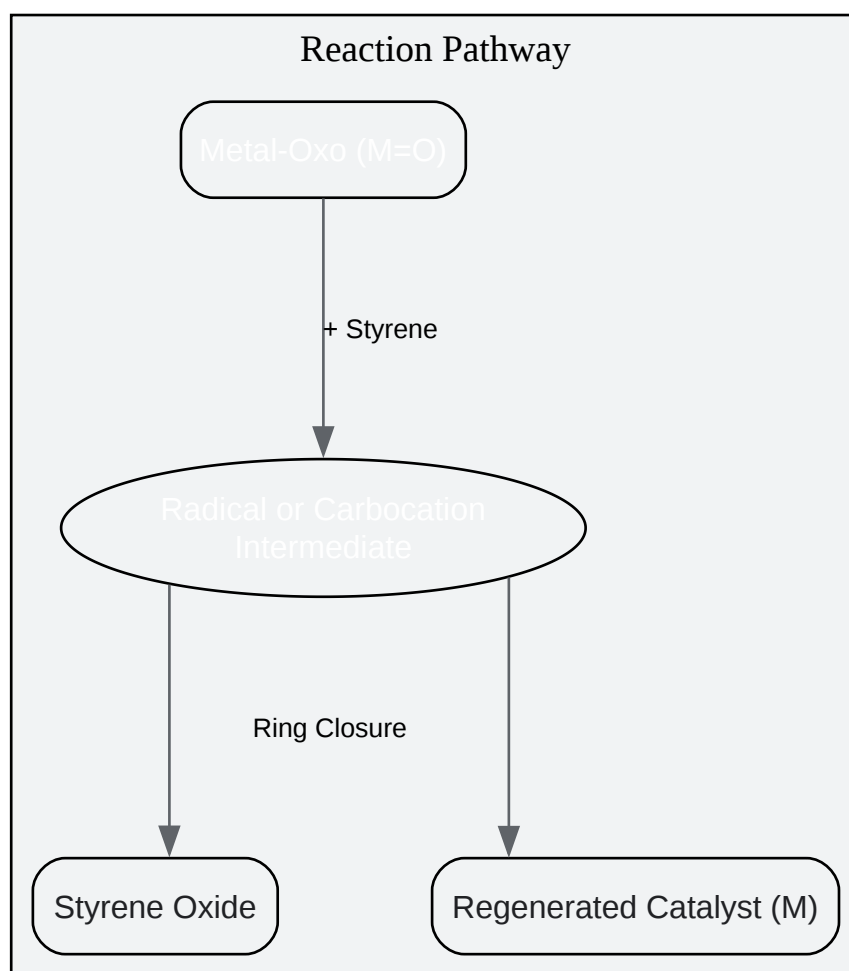 Reaction Pathway
Metal-Oxo (M=O)
+ Styrene
Radical or Carbocation
Intermediate
Ring Closure
Styrene Oxide
Regenerated Catalyst (M)